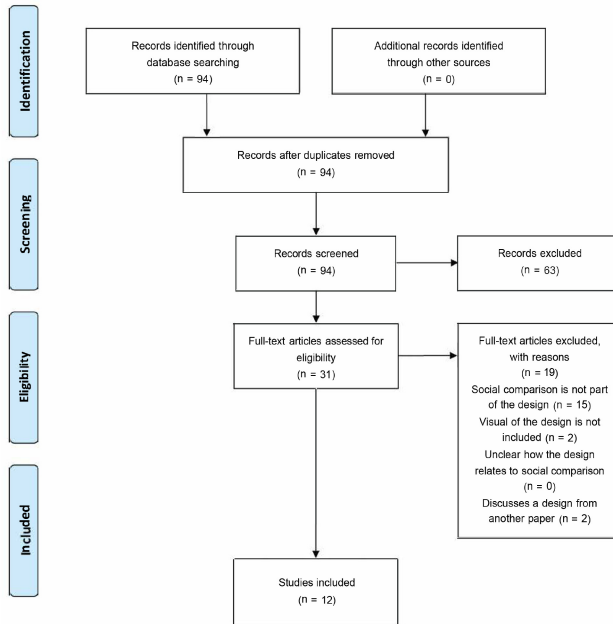 Identification
Records identified through
database searching
(n = 94)
Additional records identified
through other sources
(n = 0)
Records after duplicates removed
(n = 94)
Screening
Records screened
(n = 94)
Records excluded
(n = 63)
Eligibility
Full-text articles assessed for
eligibility
(n = 31)
Full-text articles excluded,
with reasons
(n = 19)
Social comparison is not part
of the design (n = 15)
Visual of the design is not
included (n = 2)
Unclear how the design
relates to social comparison
(n = 0)
Discusses a design from
another paper (n = 2)
Included
Studies included
(n = 12)